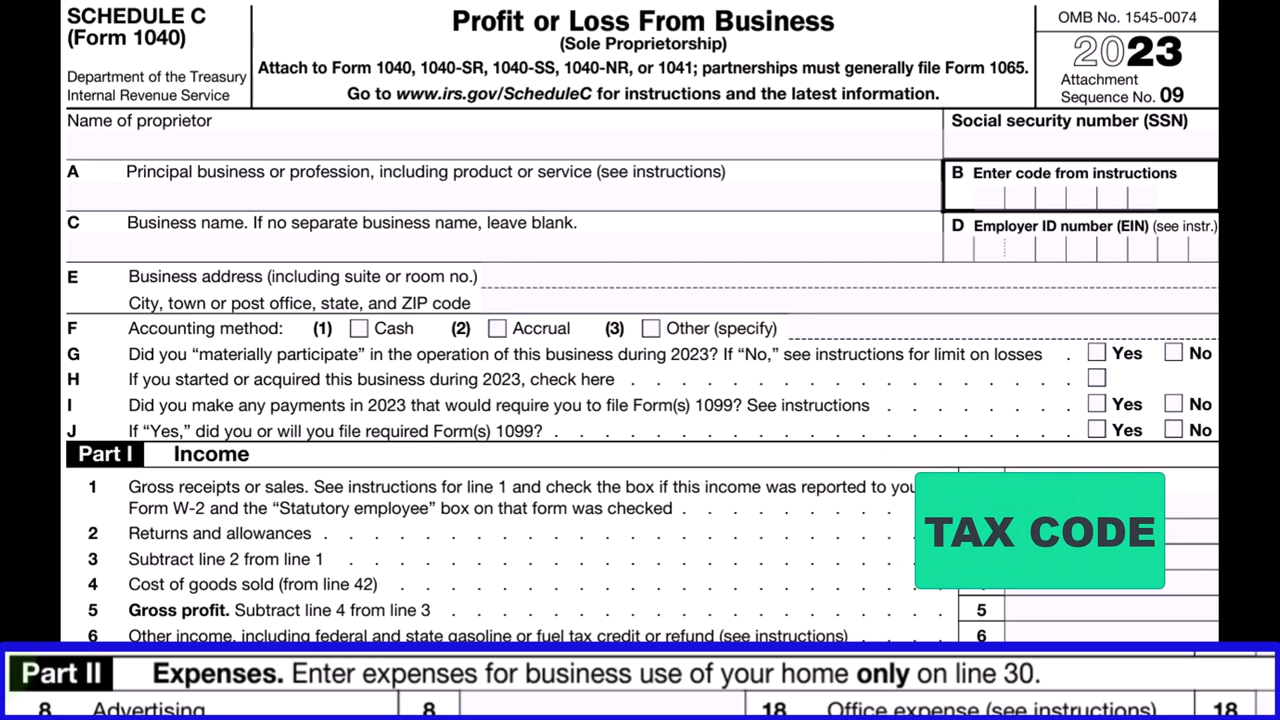 SCHEDULE C
(Form 1040)
Department of the Treasury
Internal Revenue Service
Profit or Loss From Business
(Sole Proprietorship)
Attach to Form 1040, 1040-SR, 1040-SS, 1040-NR, or 1041; partnerships must generally file Form 1065.
Go to www.irs.gov/ScheduleC for instructions and the latest information.
OMB No. 1545-0074
2023
Attachment
Sequence No. 09
Name of proprietor
Social security number (SSN)
A Principal business or profession, including product or service (see instructions)
B Enter code from instructions
C Business name. If no separate business name, leave blank.
D Employer ID number (EIN) (see instr.)
E Business address (including suite or room no.)
City, town or post office, state, and ZIP code
F Accounting method: (1) Cash (2) Accrual (3) Other (specify)
G Did you “materially participate” in the operation of this business during 2023? If “No,” see instructions for limit on losses . Yes No
H If you started or acquired this business during 2023, check here . . . . . . . . . . . . . . . . . .
I Did you make any payments in 2023 that would require you to file Form(s) 1099? See instructions . . . . . . . . Yes No
J If “Yes,” did you or will you file required Form(s) 1099? . . . . . . . . . . . . . . . . . . . . . Yes No
Part I Income
1 Gross receipts or sales. See instructions for line 1 and check the box if this income was reported to you
Form W-2 and the “Statutory employee” box on that form was checked . . . . . . . . .
2 Returns and allowances . . . . . . . . . . . . . . . . . . . . . . .
3 Subtract line 2 from line 1 . . . . . . . . . . . . . . . . . . . . . .
4 Cost of goods sold (from line 42) . . . . . . . . . . . . . . . . . . . .
5 Gross profit. Subtract line 4 from line 3 . . . . . . . . . . . . . . . . . . . 5
6 Other income, including federal and state gasoline or fuel tax credit or refund (see instructions) . . . . 6
TAX CODE
Part II Expenses. Enter expenses for business use of your home only on line 30.
8 Advertising 8 18 Office expense (see instructions) 18